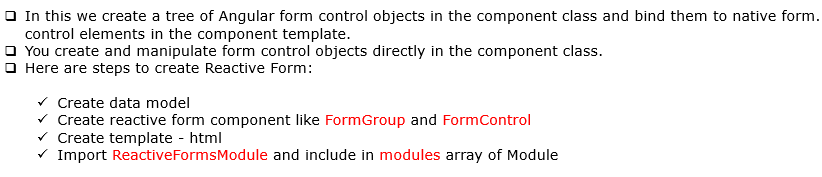 ❑ In this we create a tree of Angular form control objects in the component class and bind them to native form.
control elements in the component template.
❑ You create and manipulate form control objects directly in the component class.
❑ Here are steps to create Reactive Form:
✓ Create data model
✓ Create reactive form component like FormGroup and FormControl
✓ Create template - html
✓ Import ReactiveFormsModule and include in modules array of Module